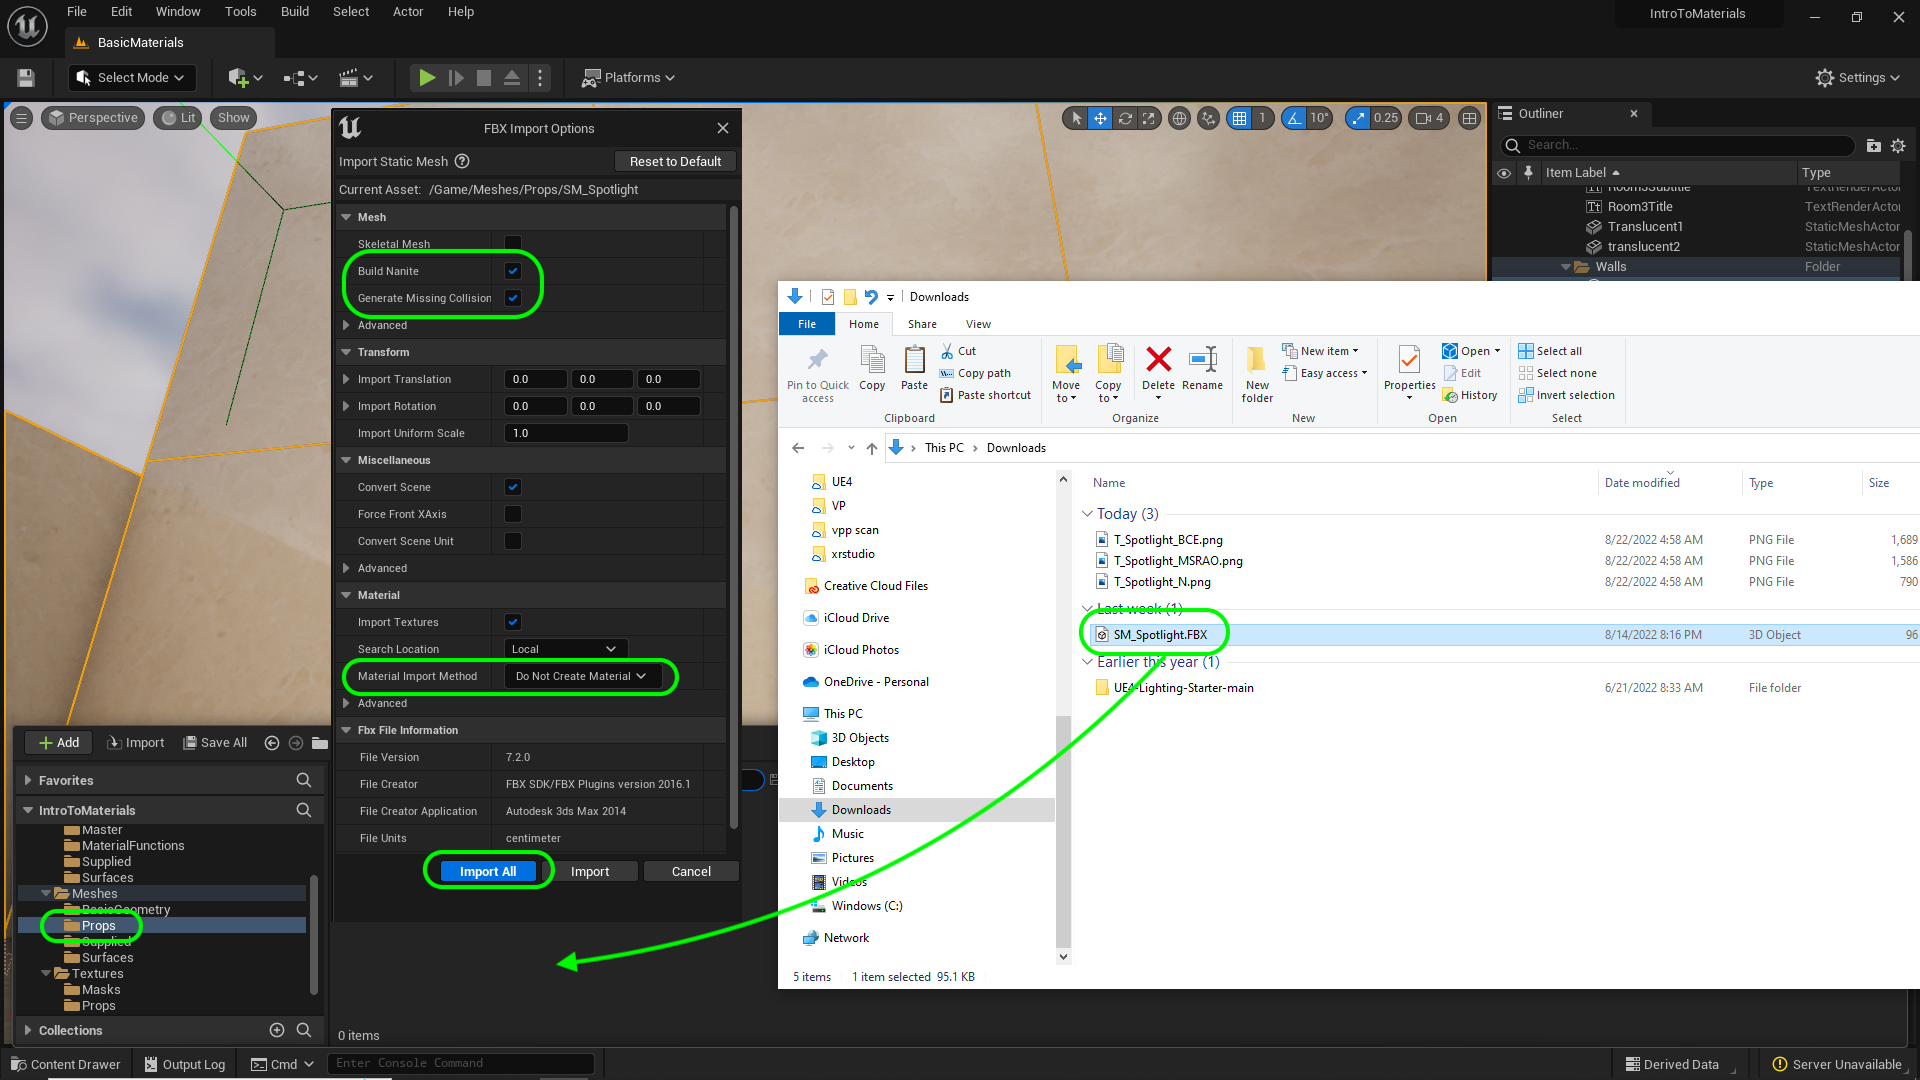 File Edit Window Tools Build Select Actor Help
IntroToMaterials
BasicMaterials
Select Mode
Platforms
Settings
Perspective
Lit
Show
1
10°
0.25
4
FBX Import Options
Import Static Mesh
Reset to Default
Current Asset: /Game/Meshes/Props/SM_Spotlight
Mesh
Skeletal Mesh
Build Nanite
Generate Missing Collision
Advanced
Transform
Import Translation 0.0 0.0 0.0
Import Rotation 0.0 0.0 0.0
Import Uniform Scale 1.0
Miscellaneous
Convert Scene
Force Front XAxis
Convert Scene Unit
Advanced
Material
Import Textures
Search Location Local
Material Import Method Do Not Create Material
Advanced
Fbx File Information
File Version 7.2.0
File Creator FBX SDK/FBX Plugins version 2016.1
File Creator Application Autodesk 3ds Max 2014
File Units centimeter
Import All Import Cancel
Outliner
Search...
Item Label Type
Room3Subtitle TextRenderActor
Room3Title TextRenderActo
Translucent1 StaticMeshActor
translucent2 StaticMeshActor
Walls Folder
Downloads
File Home Share View
Pin to Quick access
Copy
Paste
Cut
Copy path
Paste shortcut
Clipboard
Move to
Copy to
Delete
Rename
Organize
New folder
New item
Easy access
New
Properties
Open
Edit
History
Open
Select all
Select none
Invert selection
Select
This PC Downloads
UE4
VP
vpp scan
xrstudio
Creative Cloud Files
iCloud Drive
iCloud Photos
OneDrive - Personal
This PC
3D Objects
Desktop
Documents
Downloads
Music
Pictures
Videos
Windows (C:)
Network
Name Date modified Type Size
Today (3)
T_Spotlight_BCE.png 8/22/2022 4:58 AM PNG File 1,689
T_Spotlight_MSRAO.png 8/22/2022 4:58 AM PNG File 1,586
T_Spotlight_N.png 8/22/2022 4:58 AM PNG File 790
Last week (1)
SM_Spotlight.FBX 8/14/2022 8:16 PM 3D Object 96
Earlier this year (1)
UE4-Lighting-Starter-main 6/21/2022 8:33 AM File folder
5 items 1 item selected 95.1 KB
Add Import Save All
Favorites
IntroToMaterials
Master
MaterialFunctions
Supplied
Surfaces
Meshes
BasicGeometry
Props
Supplied
Surfaces
Textures
Masks
Props
Collections
0 items
Content Drawer Output Log Cmd Enter Console Command
Derived Data Server Unavailable